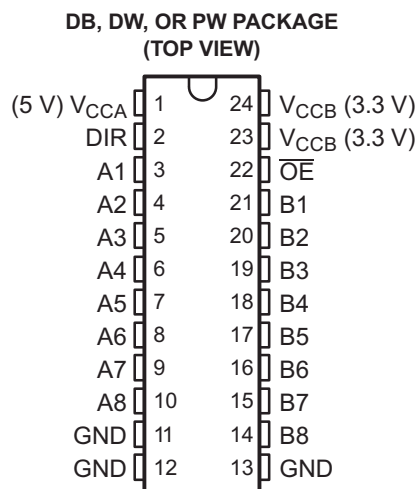 DB, DW, OR PW PACKAGE
(TOP VIEW)
(5 V) VCCA 1 24 VCCB (3.3 V)
DIR 2 23 VCCB (3.3 V)
A1 3 22 O̅E̅
A2 4 21 B1
A3 5 20 B2
A4 6 19 B3
A5 7 18 B4
A6 8 17 B5
A7 9 16 B6
A8 10 15 B7
GND 11 14 B8
GND 12 13 GND